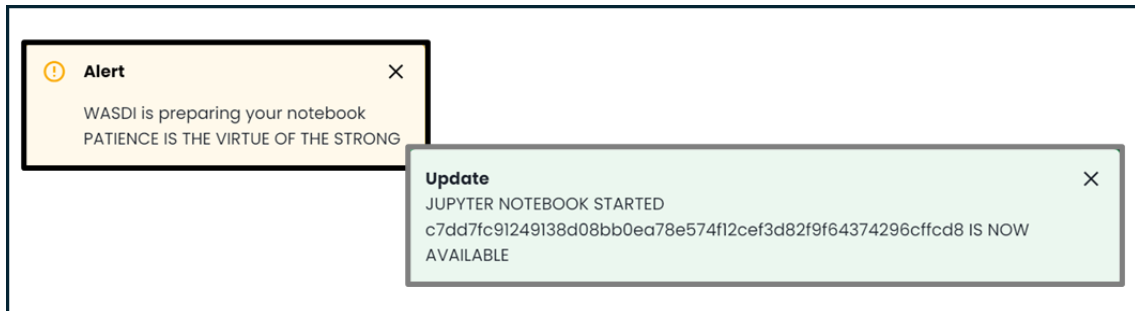 Alert
WASDI is preparing your notebook
PATIENCE IS THE VIRTUE OF THE STRONG
Update
JUPYTER NOTEBOOK STARTED
c7dd7fc91249138d08bb0ea78e574f12cef3d82f9f64374296cffcd8 IS NOW
AVAILABLE